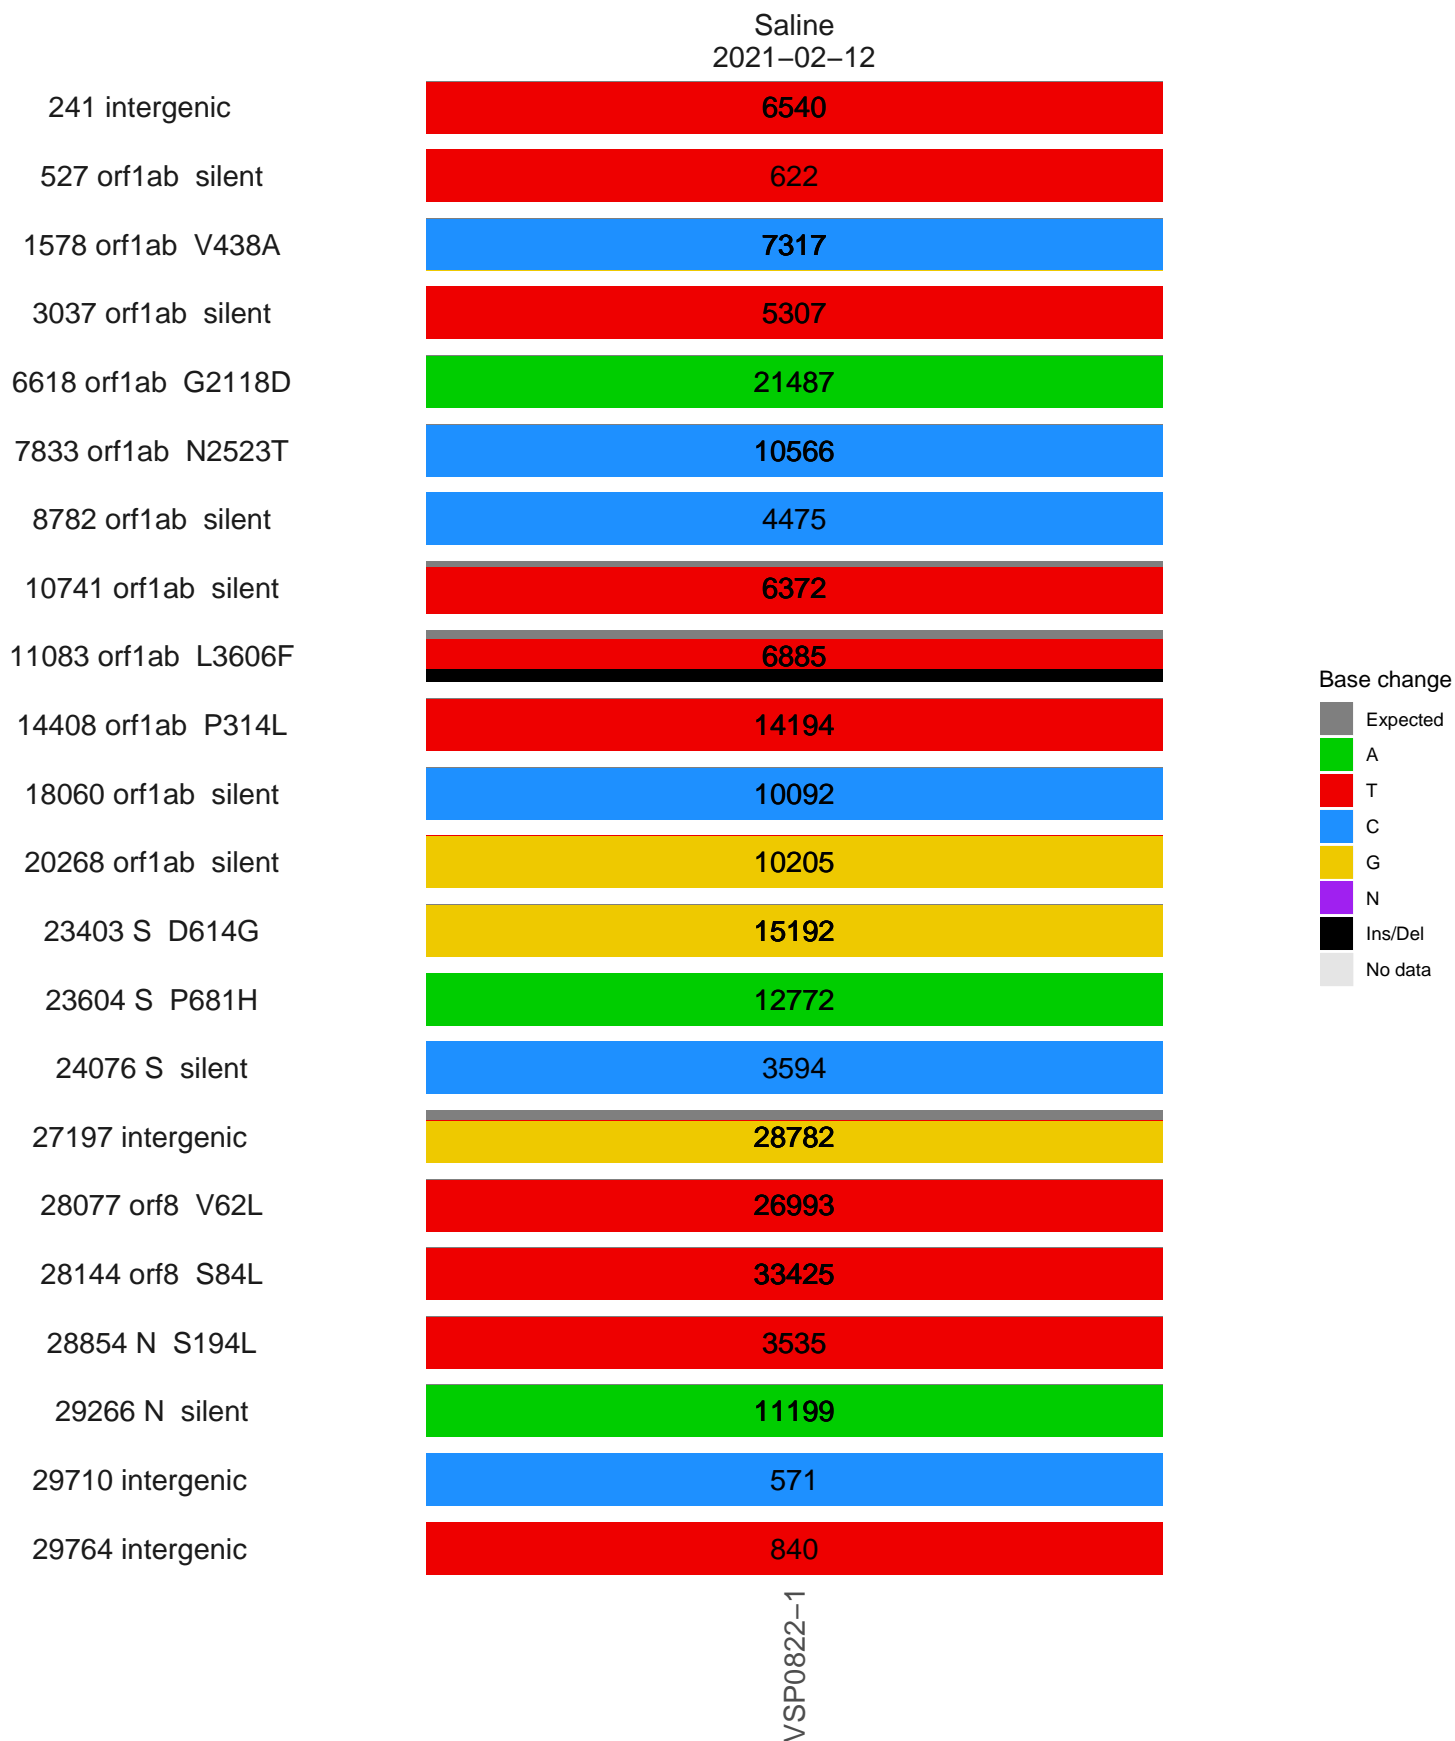 Saline
2021−02−12
241 intergenic 6540
527 orf1ab silent 622
1578 orf1ab V438A 7317
3037 orf1ab silent 5307
6618 orf1ab G2118D 21487
7833 orf1ab N2523T 10566
8782 orf1ab silent 4475
10741 orf1ab silent 6372
11083 orf1ab L3606F 6885
14408 orf1ab P314L 14194
18060 orf1ab silent 10092
20268 orf1ab silent 10205
23403 S D614G 15192
23604 S P681H 12772
24076 S silent 3594
27197 intergenic 28782
28077 orf8 V62L 26993
28144 orf8 S84L 33425
28854 N S194L 3535
29266 N silent 11199
29710 intergenic 571
29764 intergenic 840
VSP0822−1
Base change
Expected
A
T
C
G
N
Ins/Del
No data